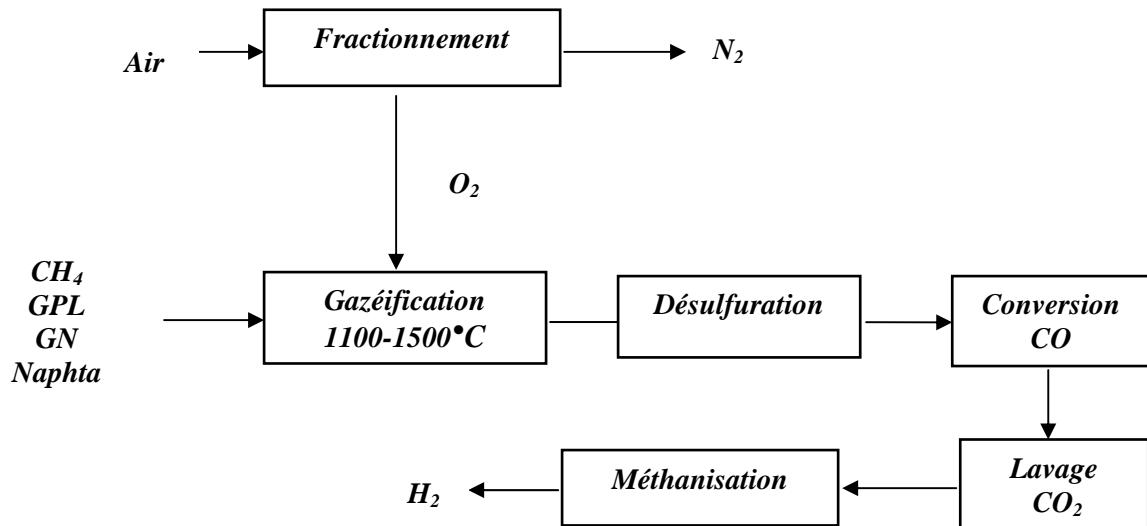 Air
Fractionnement
N₂
O₂
CH₄
GPL
GN
Naphta
Gazéification
1100-1500•C
Désulfuration
Conversion
CO
Lavage
CO₂
Méthanisation
H₂